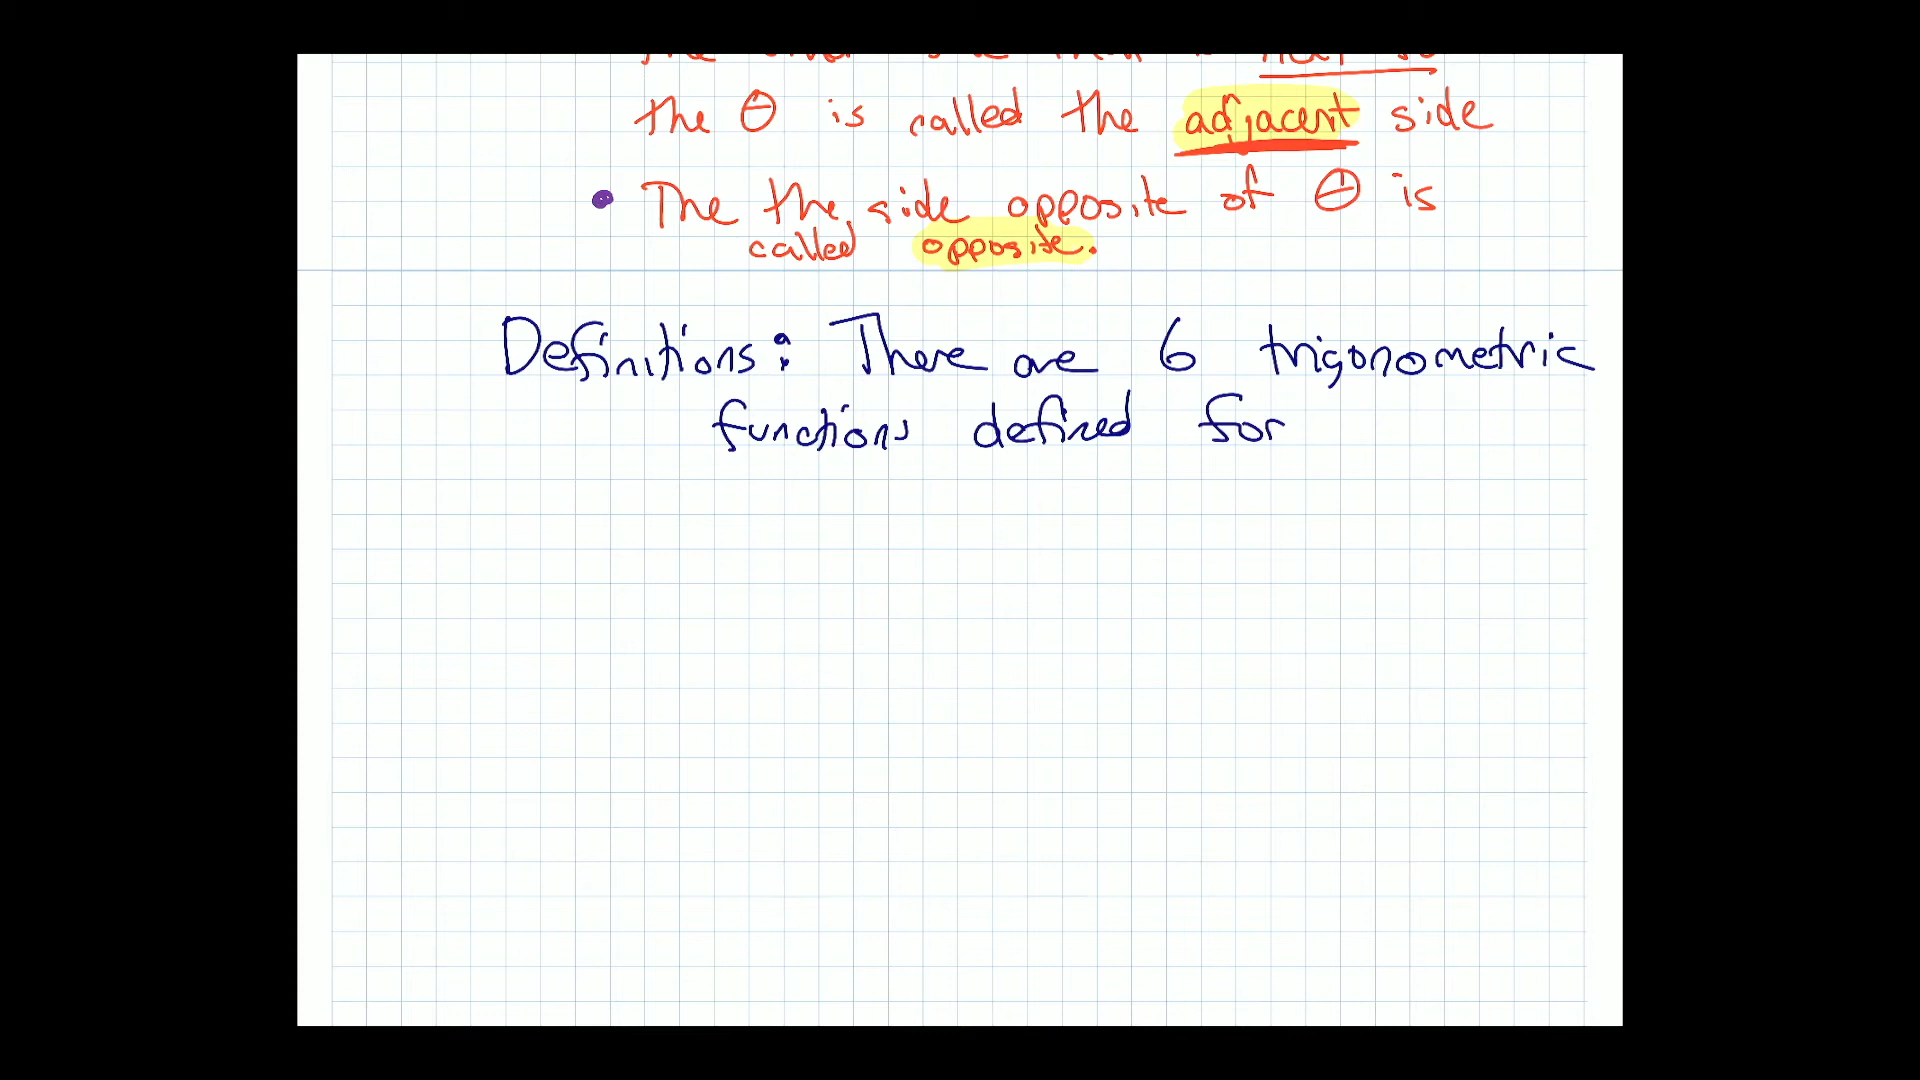 the θ is called the adjacent side
• The the side opposite of θ is
called opposite.
Definitions: There are 6 trigonometric
functions defined for